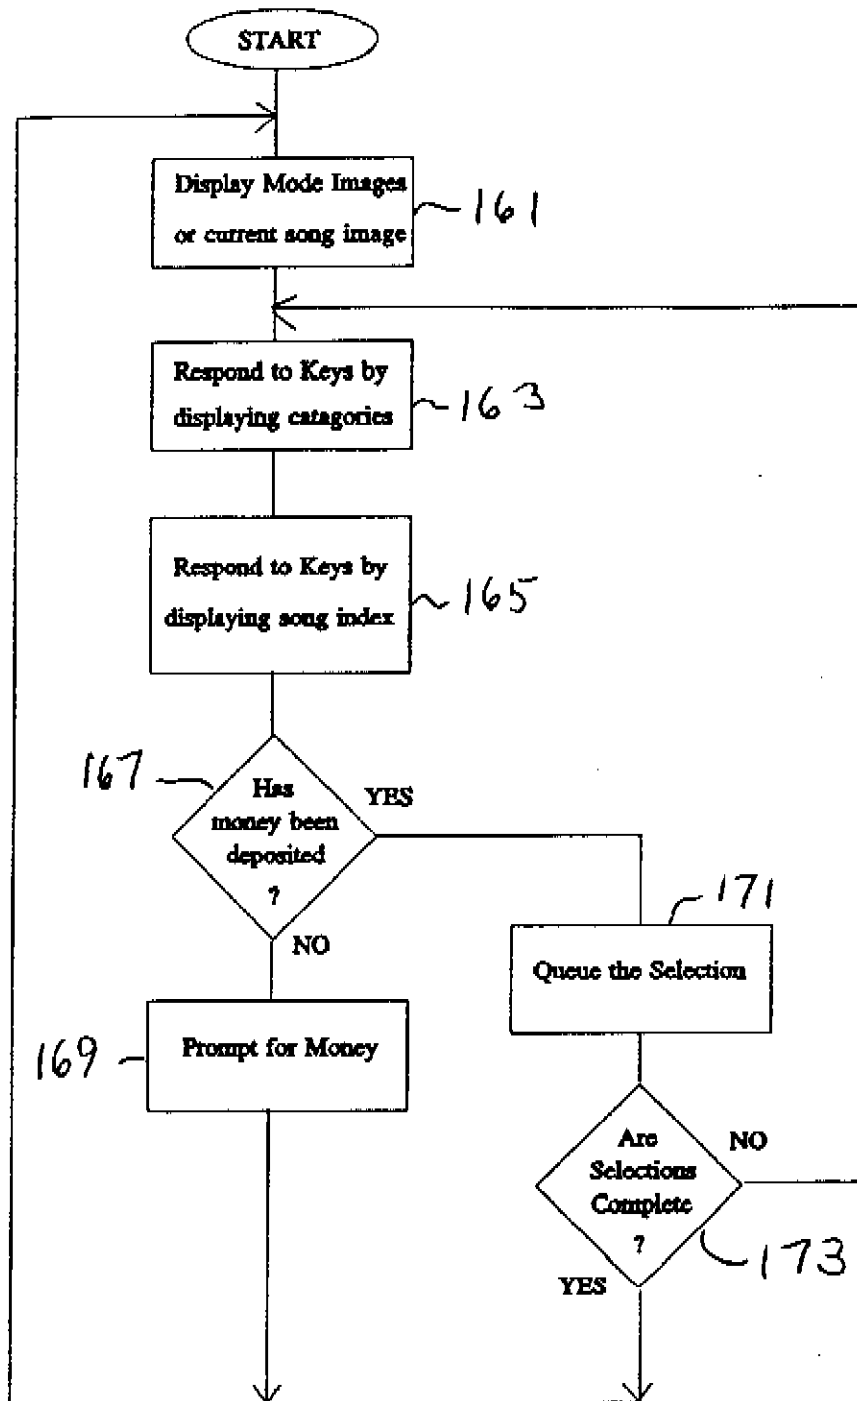 START
Display Mode Images
or current song image
161
Respond to Keys by
displaying catagories
163
Respond to Keys by
displaying song index
165
167
Has
money been
deposited
?
YES
NO
171
Queue the Selection
Prompt for Money
169
Are
Selections
Complete
?
NO
173
YES